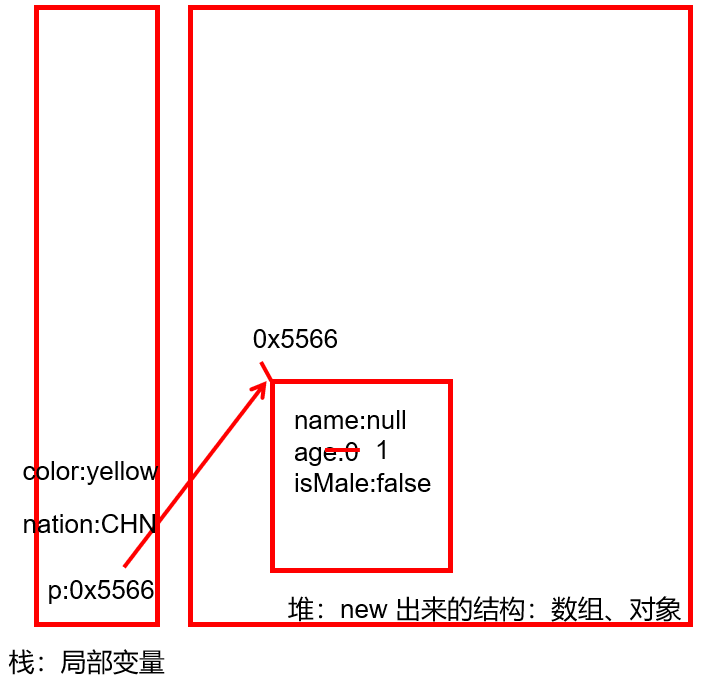 0x5566
name:null
age:0 1
isMale:false
color:yellow
nation:CHN
p:0x5566
堆：new 出来的结构：数组、对象
栈：局部变量